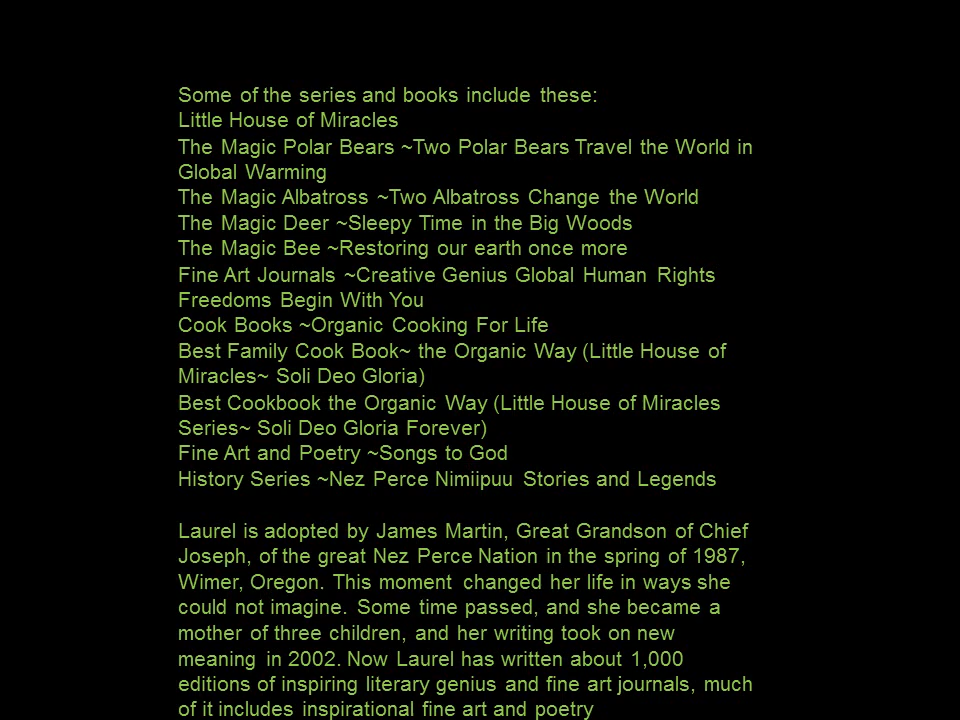 Some of the series and books include these:
Little House of Miracles
The Magic Polar Bears ~Two Polar Bears Travel the World in
Global Warming
The Magic Albatross ~Two Albatross Change the World
The Magic Deer ~Sleepy Time in the Big Woods
The Magic Bee ~Restoring our earth once more
Fine Art Journals ~Creative Genius Global Human Rights
Freedoms Begin With You
Cook Books ~Organic Cooking For Life
Best Family Cook Book~ the Organic Way (Little House of
Miracles~ Soli Deo Gloria)
Best Cookbook the Organic Way (Little House of Miracles
Series~ Soli Deo Gloria Forever)
Fine Art and Poetry ~Songs to God
History Series ~Nez Perce Nimiipuu Stories and Legends

Laurel is adopted by James Martin, Great Grandson of Chief
Joseph, of the great Nez Perce Nation in the spring of 1987,
Wimer, Oregon. This moment changed her life in ways she
could not imagine. Some time passed, and she became a
mother of three children, and her writing took on new
meaning in 2002. Now Laurel has written about 1,000
editions of inspiring literary genius and fine art journals, much
of it includes inspirational fine art and poetry